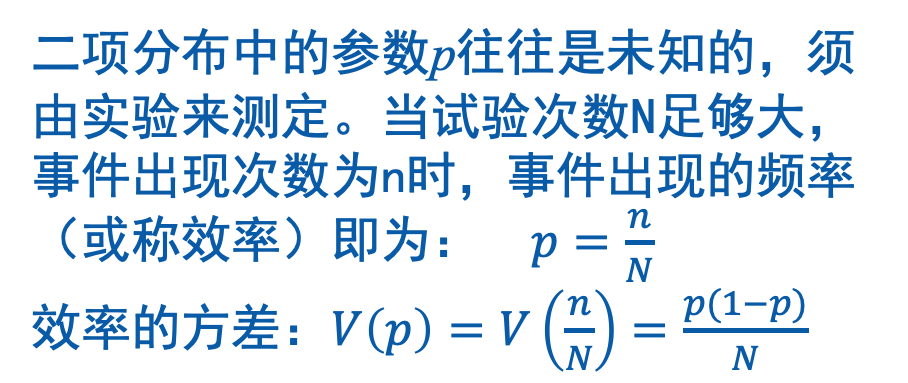 二项分布中的参数p往往是未知的，须
由实验来测定。当试验次数N足够大，
事件出现次数为n时，事件出现的频率
（或称效率）即为： p = n/N
效率的方差：V(p) = V(n/N) = p(1−p)/N